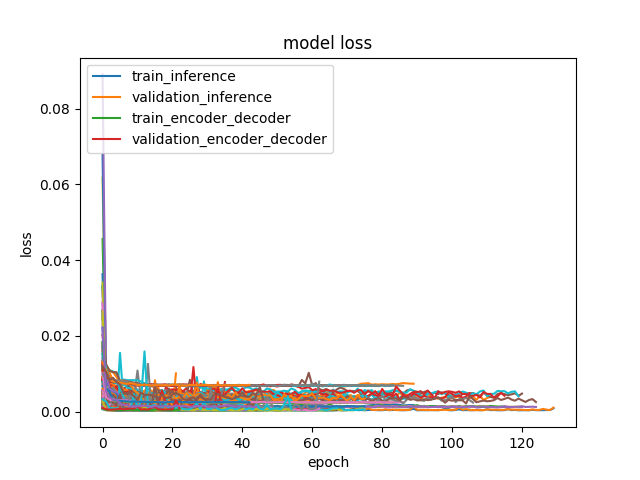 model loss
train_inference
validation_inference
train_encoder_decoder
validation_encoder_decoder
0.08
0.06
0.04
0.02
0.00
loss
0 20 40 60 80 100 120
epoch